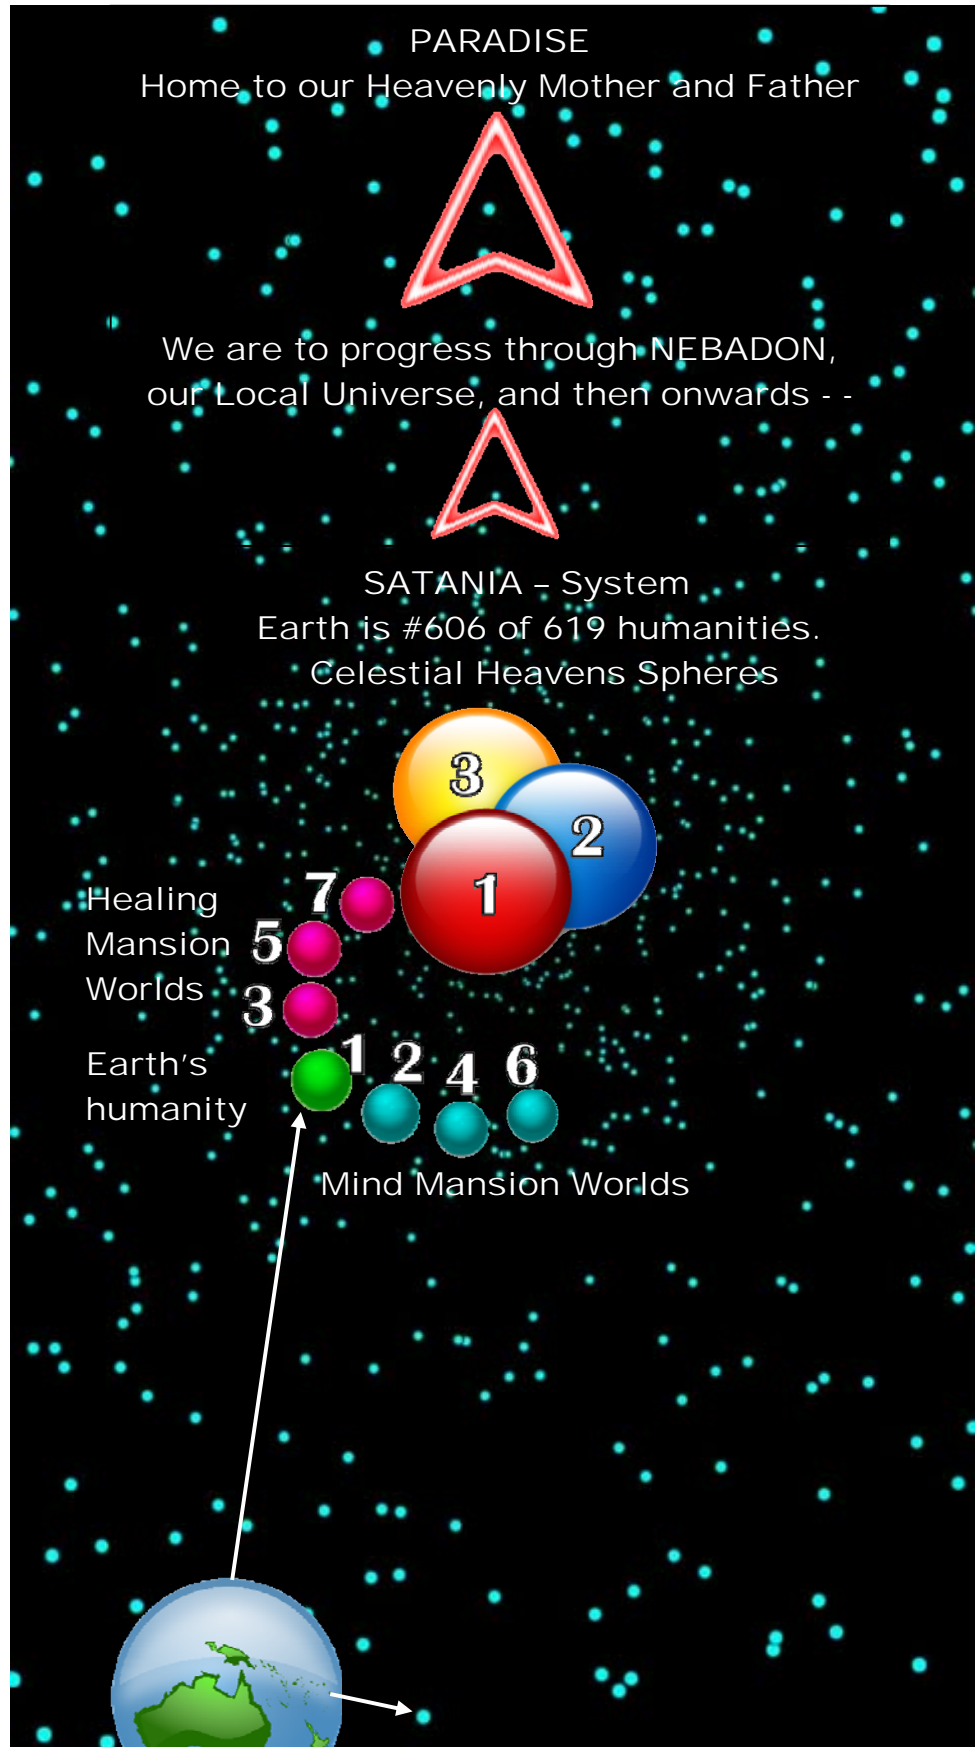 PARADISE
Home to our Heavenly Mother and Father
We are to progress through NEBADON,
our Local Universe, and then onwards - -
SATANIA – System
Earth is #606 of 619 humanities.
Celestial Heavens Spheres
3
2
1
Healing
Mansion
Worlds
7
5
3
Earth's
humanity
1
2
4
6
Mind Mansion Worlds